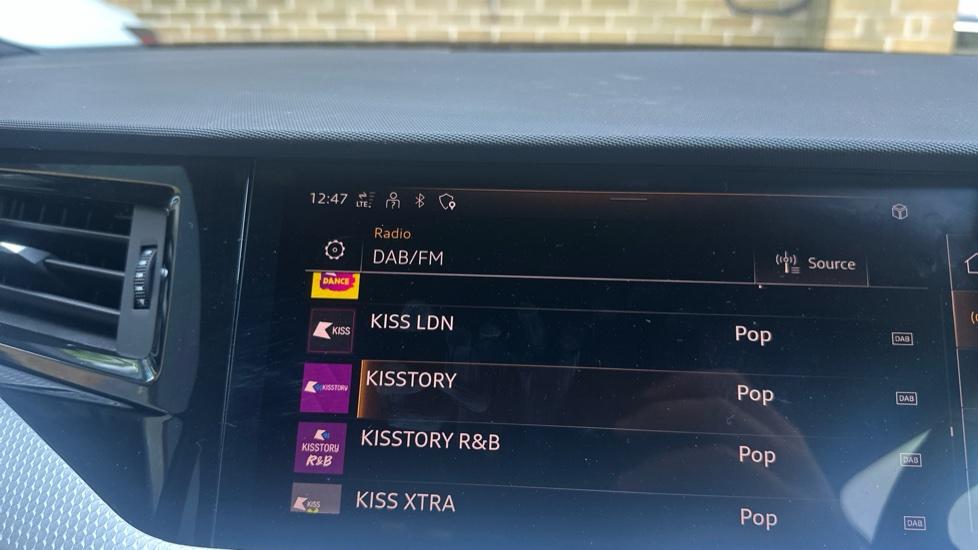 12:47 LTE
Radio
DAB/FM
Source
DANCE
KISS
KISS LDN
Pop
DAB
KISSTORY
KISSTORY
Pop
DAB
KISSTORY
R&B
KISSTORY R&B
Pop
DAB
KISS
KISS XTRA
Pop
DAB